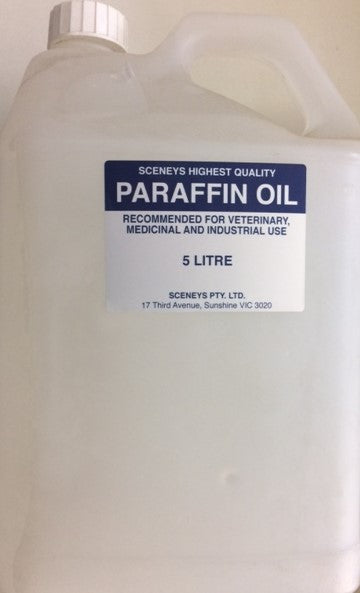 SCENEYS HIGHEST QUALITY
PARAFFIN OIL
RECOMMENDED FOR VETERINARY,
MEDICINAL AND INDUSTRIAL USE
5 LITRE
SCENEYS PTY. LTD.
17 Third Avenue, Sunshine VIC 3020